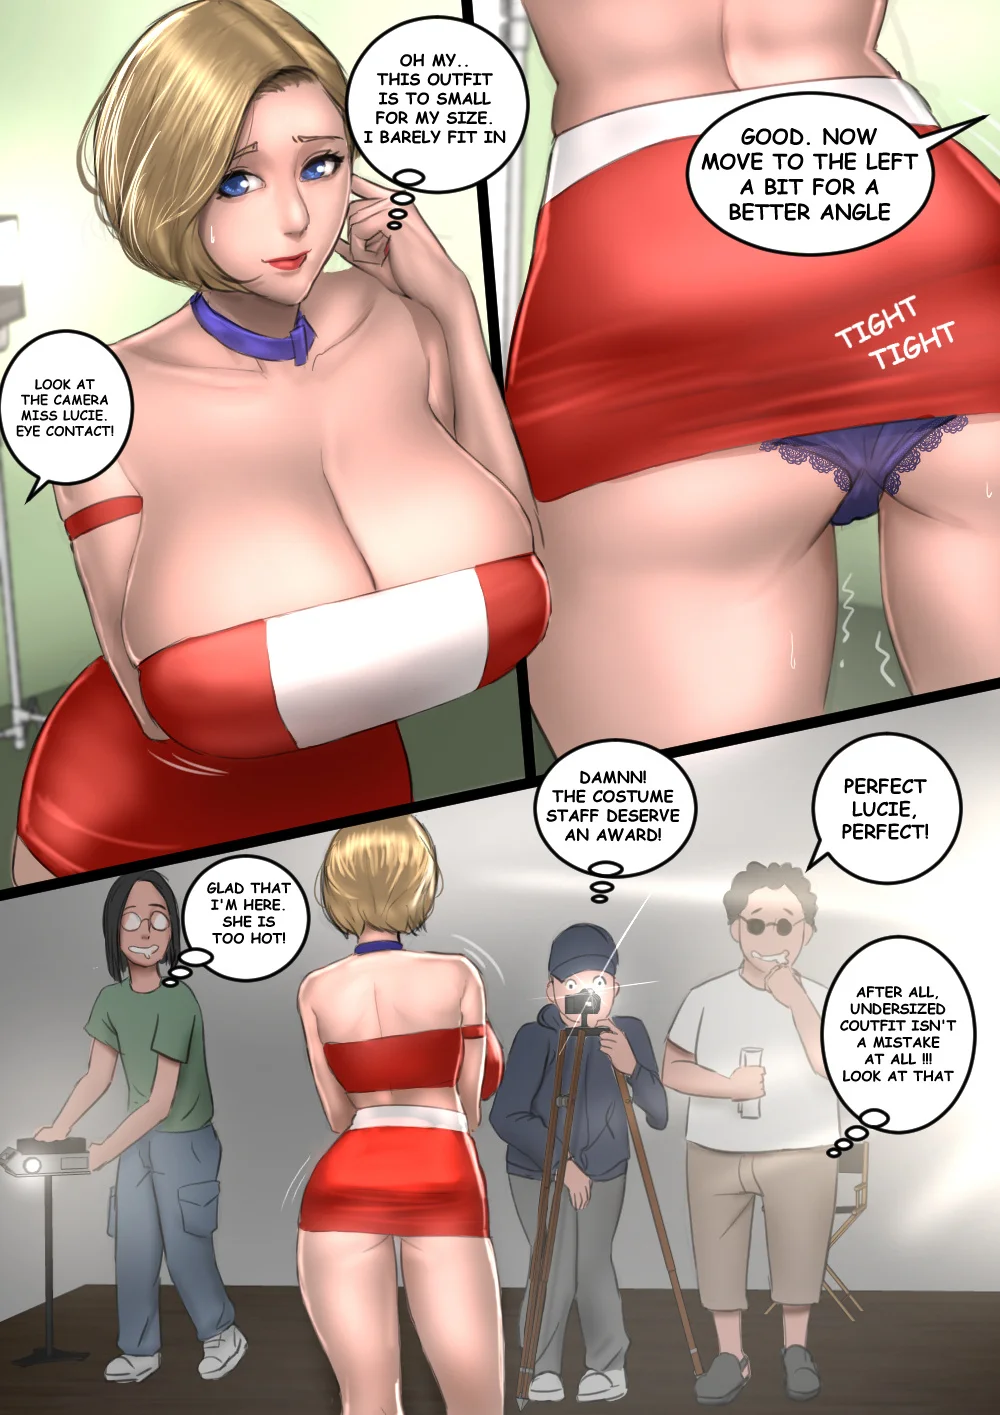 OH MY..
THIS OUTFIT
IS TO SMALL
FOR MY SIZE.
I BARELY FIT IN
LOOK AT
THE CAMERA
MISS LUCIE.
EYE CONTACT!
GOOD. NOW
MOVE TO THE LEFT
A BIT FOR A
BETTER ANGLE
TIGHT
TIGHT
GLAD THAT
I'M HERE.
SHE IS
TOO HOT!
DAMNN!
THE COSTUME
STAFF DESERVE
AN AWARD!
PERFECT
LUCIE,
PERFECT!
AFTER ALL,
UNDERSIZED
COUTFIT ISN'T
A MISTAKE
AT ALL !!!
LOOK AT THAT